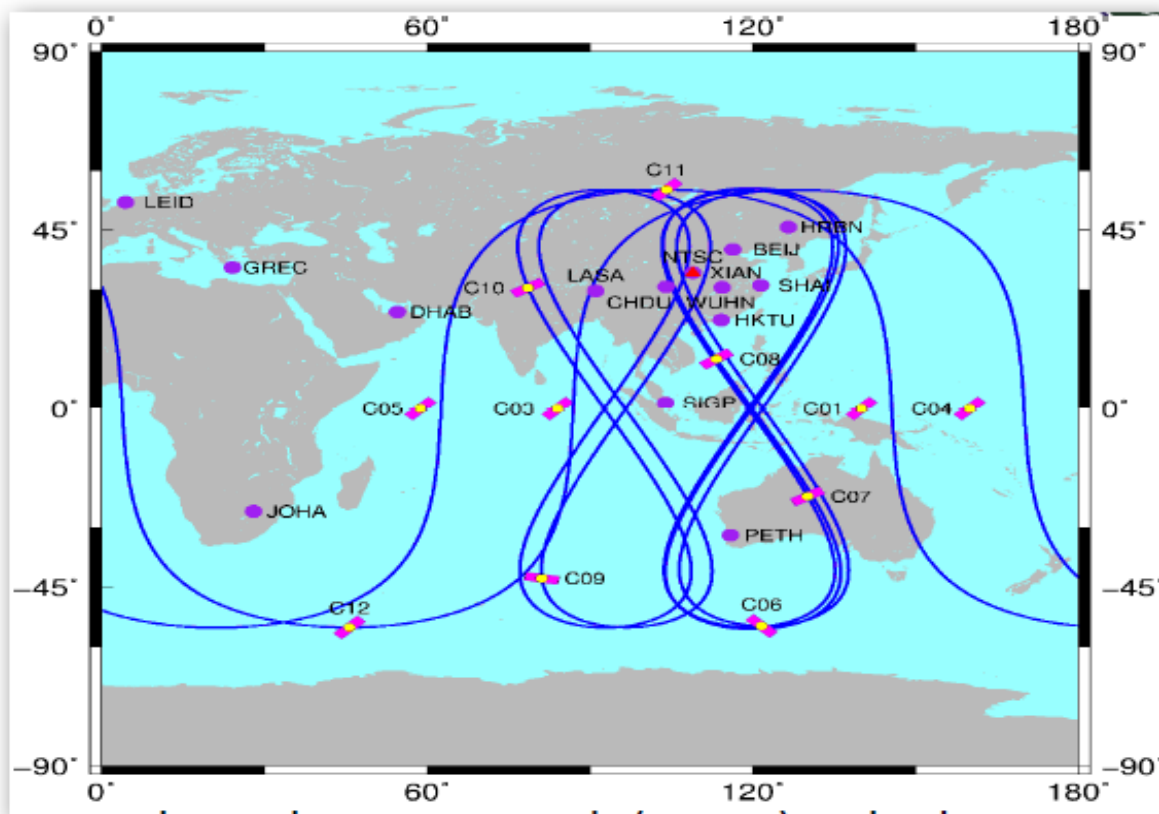 0° 60° 120° 180°
90° 90°
C11
LEID
45° HRBN 45°
BEIJ
NTSC
GREC LASA XIAN
C10 SHAI
CHDU WUHN
DHAB HKTU
C08
0° C05 C03 SIGP C01 C04 0°
C07
JOHA PETH
-45° C09 -45°
C12 C06
-90° -90°
0° 60° 120° 180°